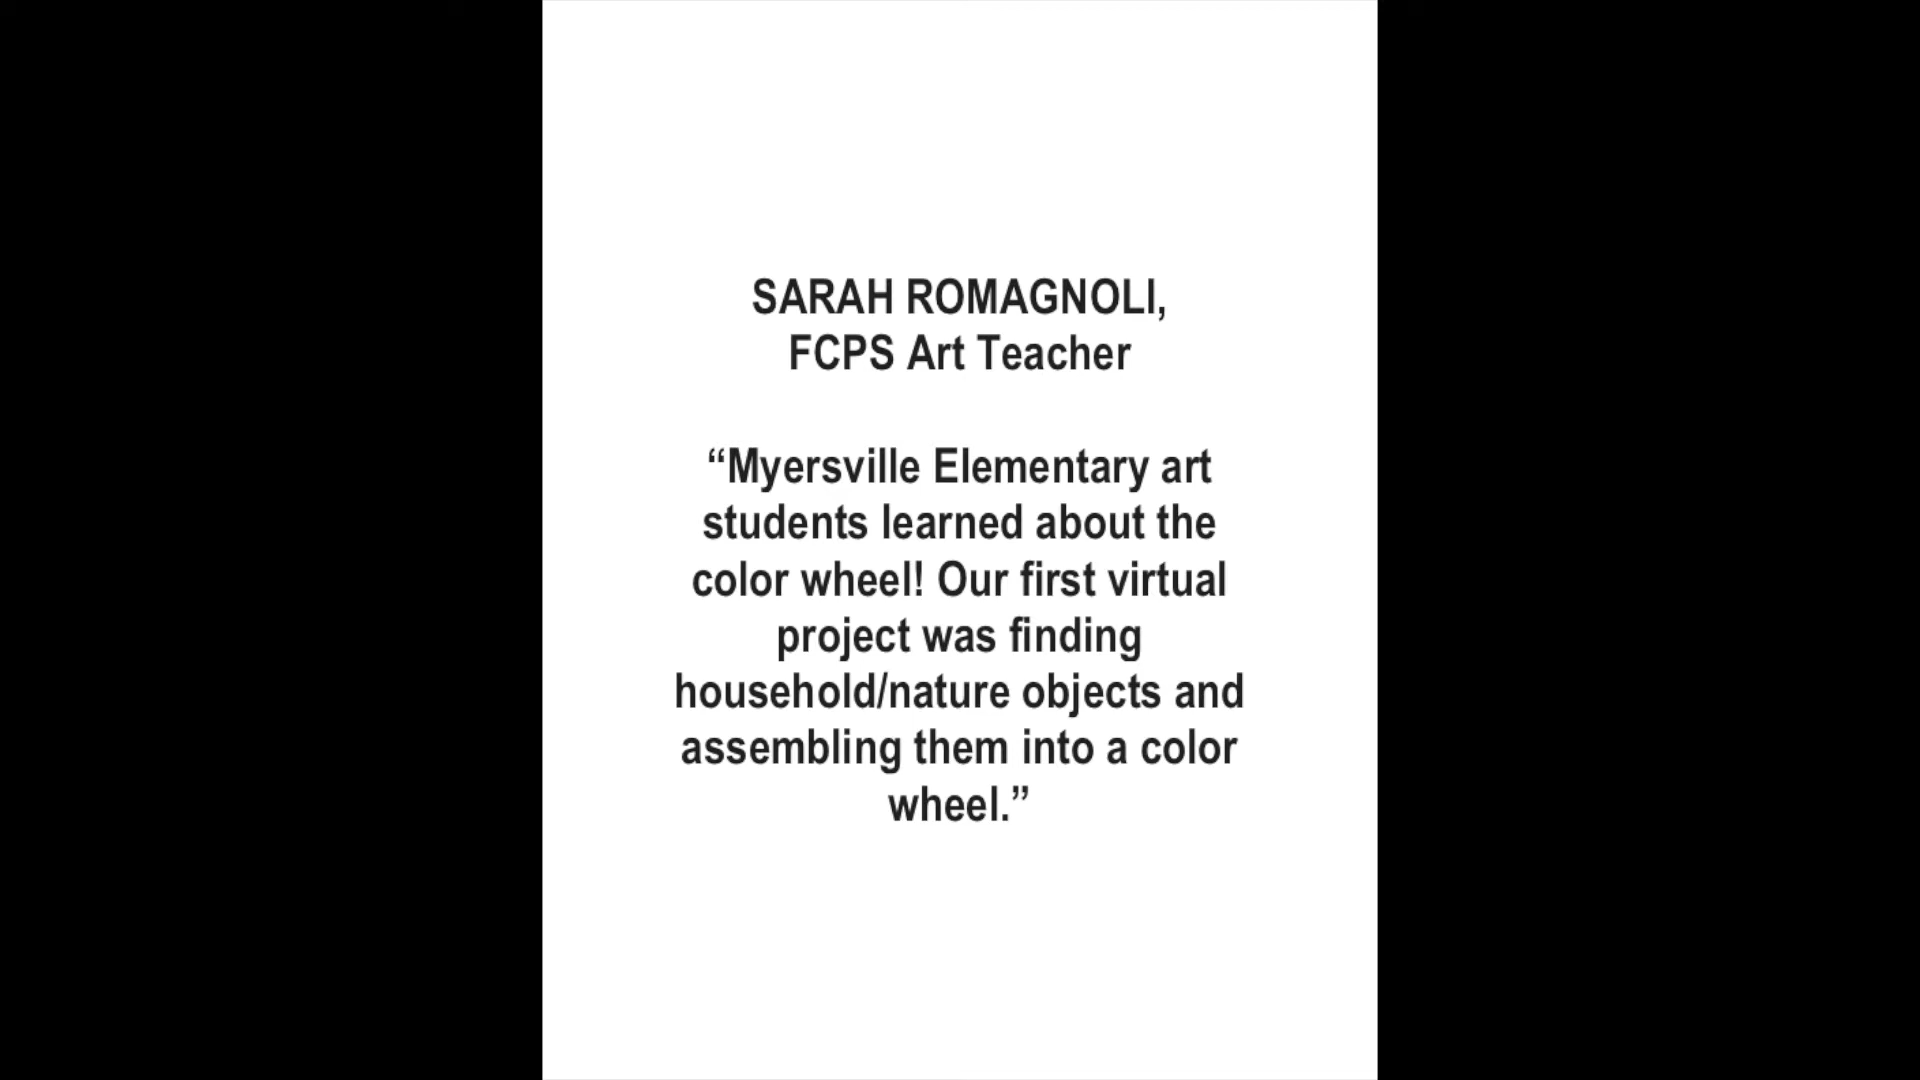 SARAH ROMAGNOLI,
FCPS Art Teacher
“Myersville Elementary art
students learned about the
color wheel! Our first virtual
project was finding
household/nature objects and
assembling them into a color
wheel.”